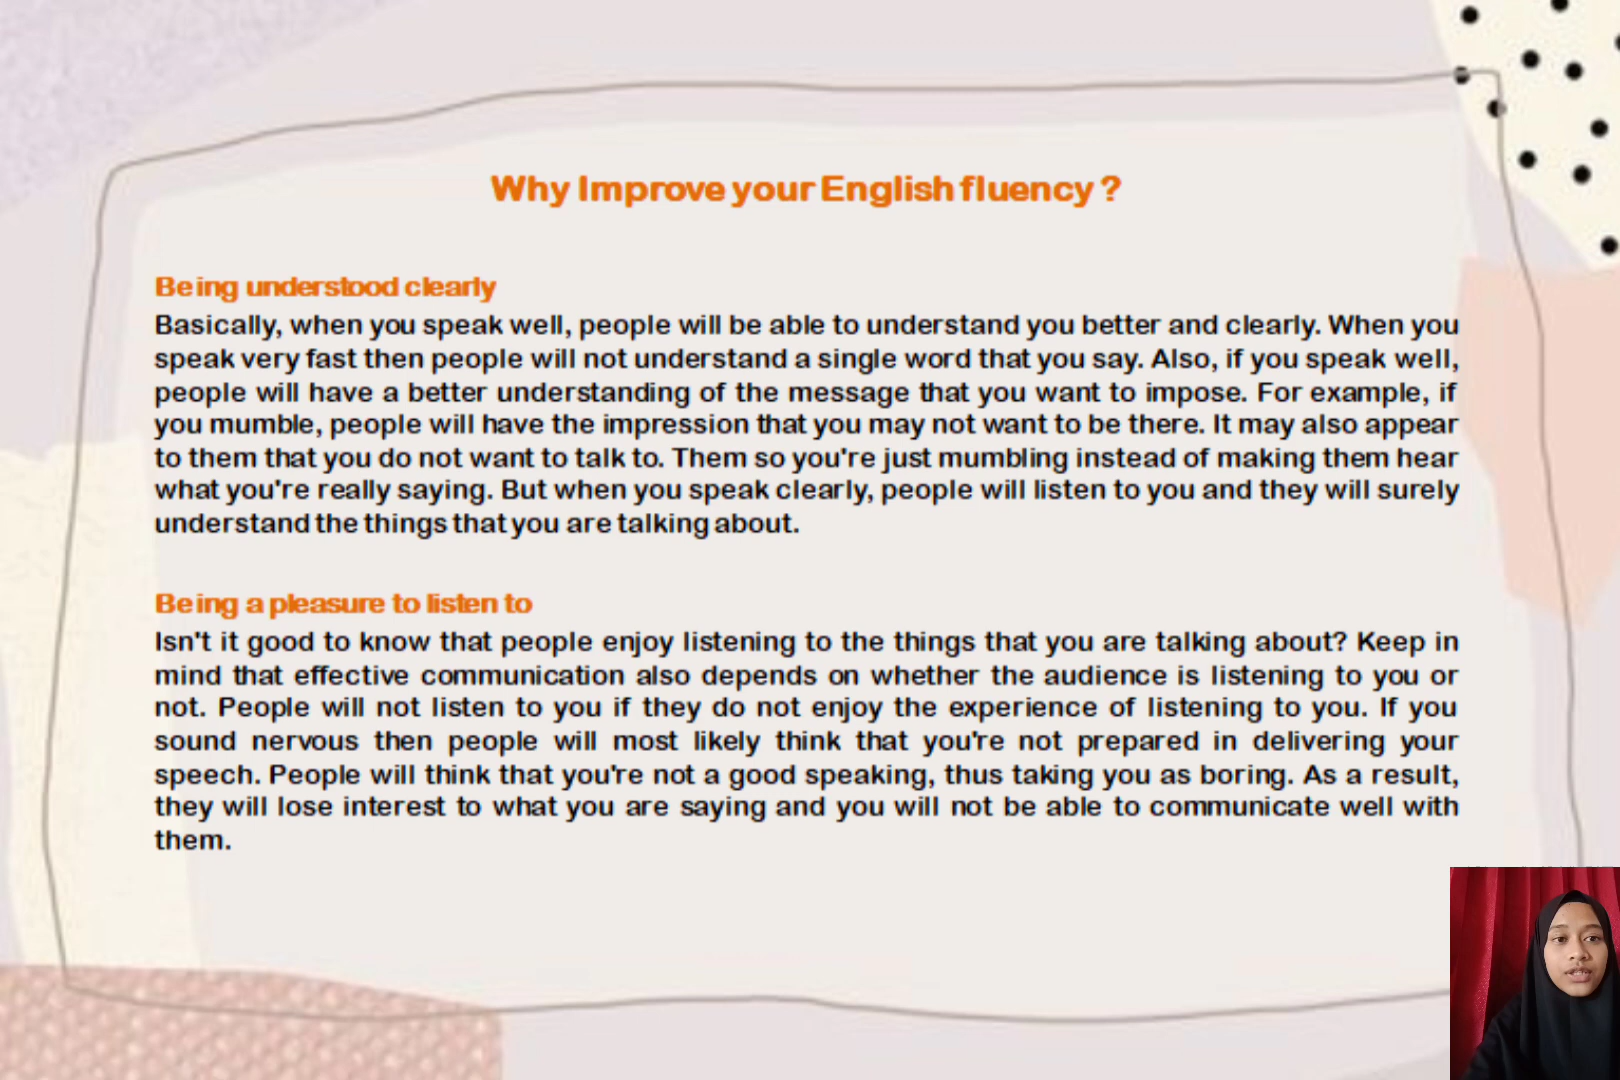 Why Improve your English fluency ?
Being understood clearly
Basically, when you speak well, people will be able to understand you better and clearly. When you
speak very fast then people will not understand a single word that you say. Also, if you speak well,
people will have a better understanding of the message that you want to impose. For example, if
you mumble, people will have the impression that you may not want to be there. It may also appear
to them that you do not want to talk to. Them so you're just mumbling instead of making them hear
what you're really saying. But when you speak clearly, people will listen to you and they will surely
understand the things that you are talking about.
Being a pleasure to listen to
Isn't it good to know that people enjoy listening to the things that you are talking about? Keep in
mind that effective communication also depends on whether the audience is listening to you or
not. People will not listen to you if they do not enjoy the experience of listening to you. If you
sound nervous then people will most likely think that you're not prepared in delivering your
speech. People will think that you're not a good speaking, thus taking you as boring. As a result,
they will lose interest to what you are saying and you will not be able to communicate well with
them.